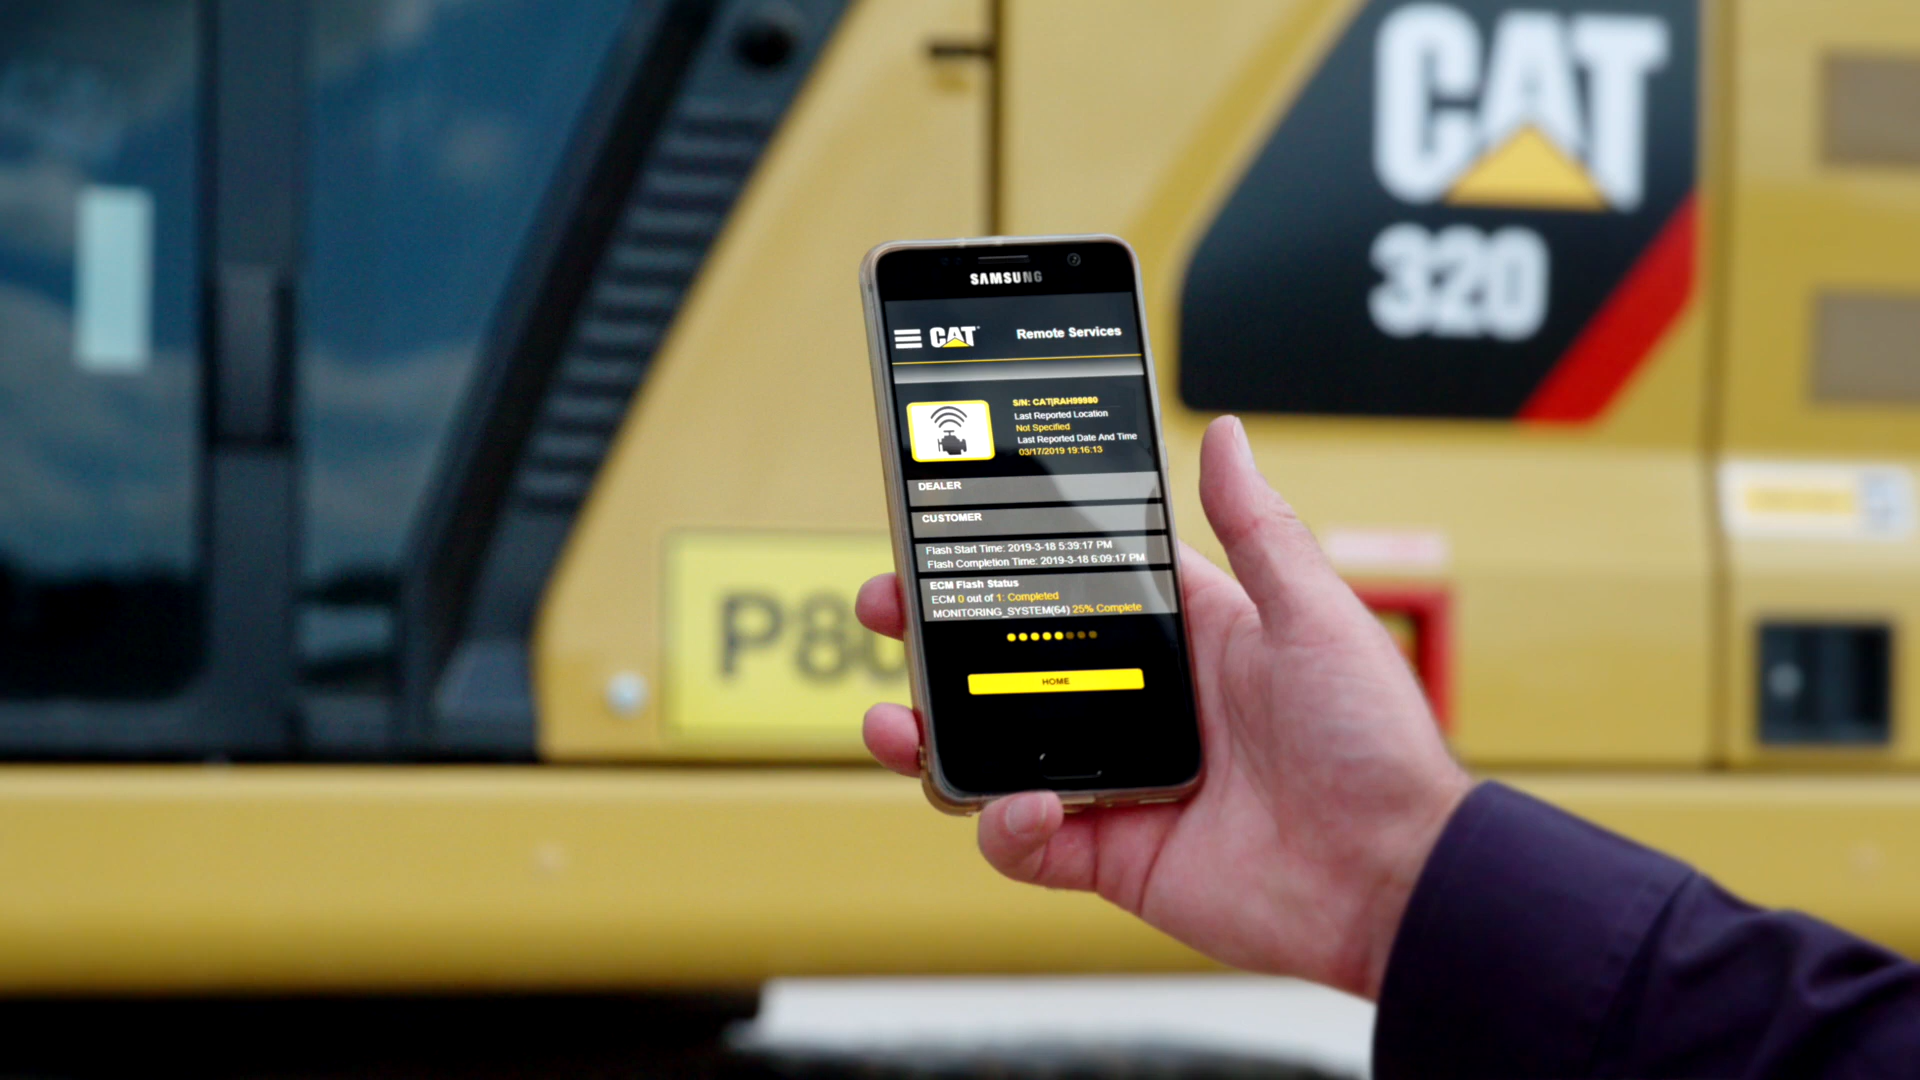 CAT
320
SAMSUNG
CAT
Remote Services
S/N: CAT|RAH99980
Last Reported Location
Not Specified
Last Reported Date And Time
03/17/2019 19:16:13
DEALER
CUSTOMER
Flash Start Time: 2019-3-18 5:39:17 PM
Flash Completion Time: 2019-3-18 6:09:17 PM
ECM Flash Status
ECM 0 out of 1: Completed
MONITORING_SYSTEM(64) 25% Complete
HOME
P80